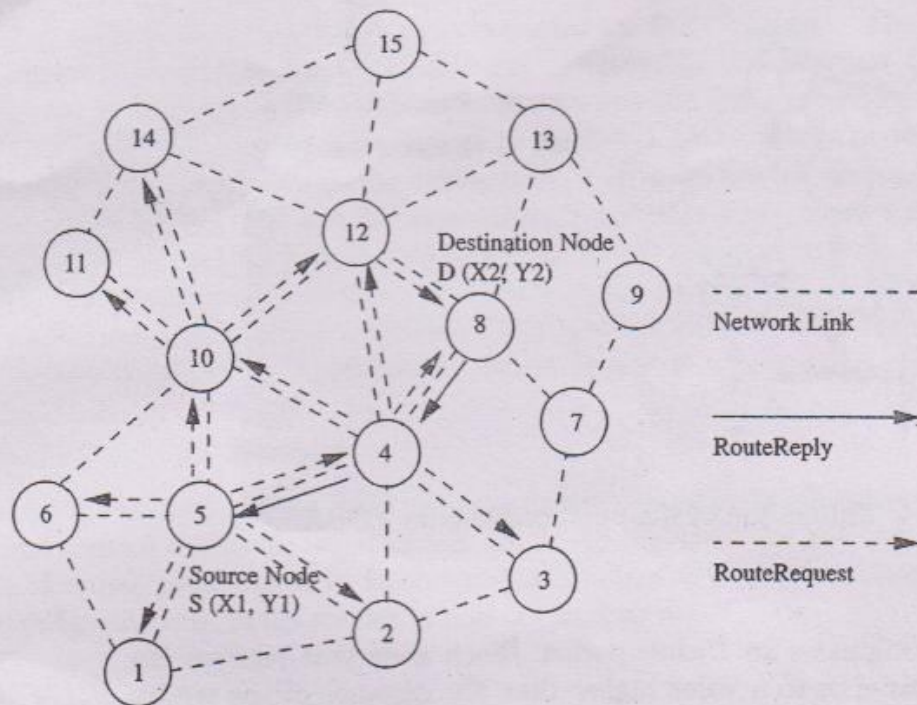 15
14
13
12
Destination Node
D (X2, Y2)
11
9
8
Network Link
10
7
4
RouteReply
6
5
Source Node
S (X1, Y1)
3
RouteRequest
2
1